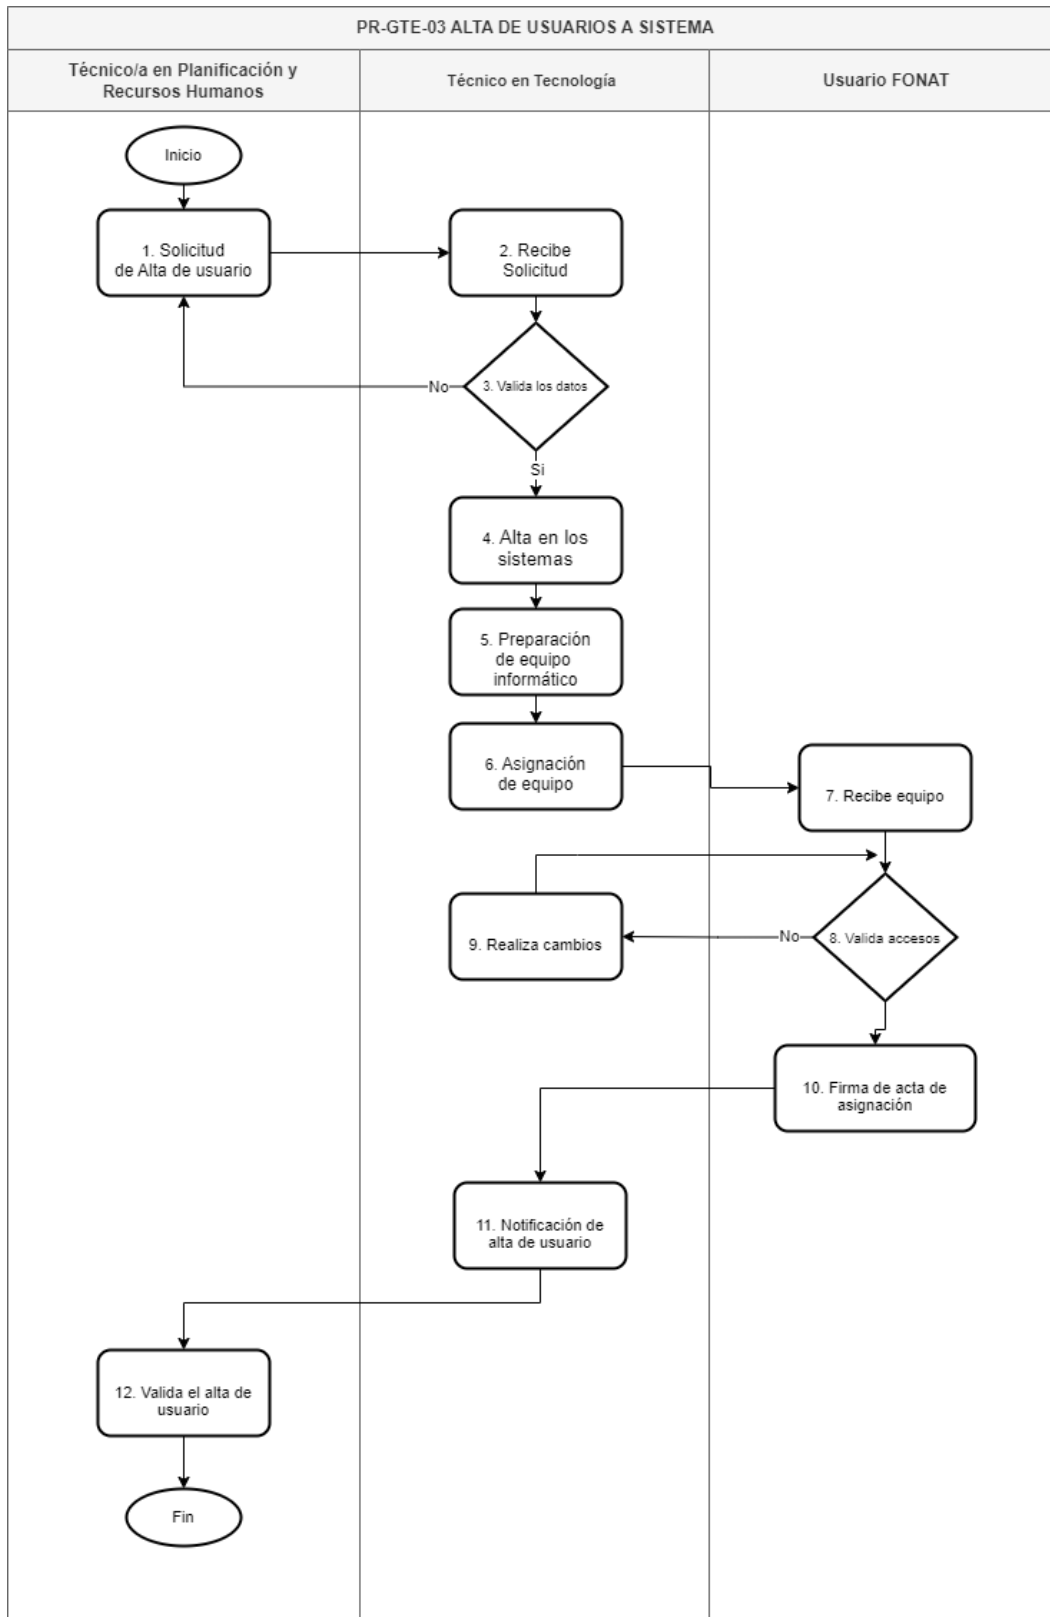 PR-GTE-03 ALTA DE USUARIOS A SISTEMA
Técnico/a en Planificación y
Recursos Humanos
Técnico en Tecnología
Usuario FONAT
Inicio
1. Solicitud
de Alta de usuario
2. Recibe
Solicitud
3. Valida los datos
No
Si
4. Alta en los
sistemas
5. Preparación
de equipo
informático
6. Asignación
de equipo
7. Recibe equipo
8. Valida accesos
No
9. Realiza cambios
10. Firma de acta de
asignación
11. Notificación de
alta de usuario
12. Valida el alta de
usuario
Fin